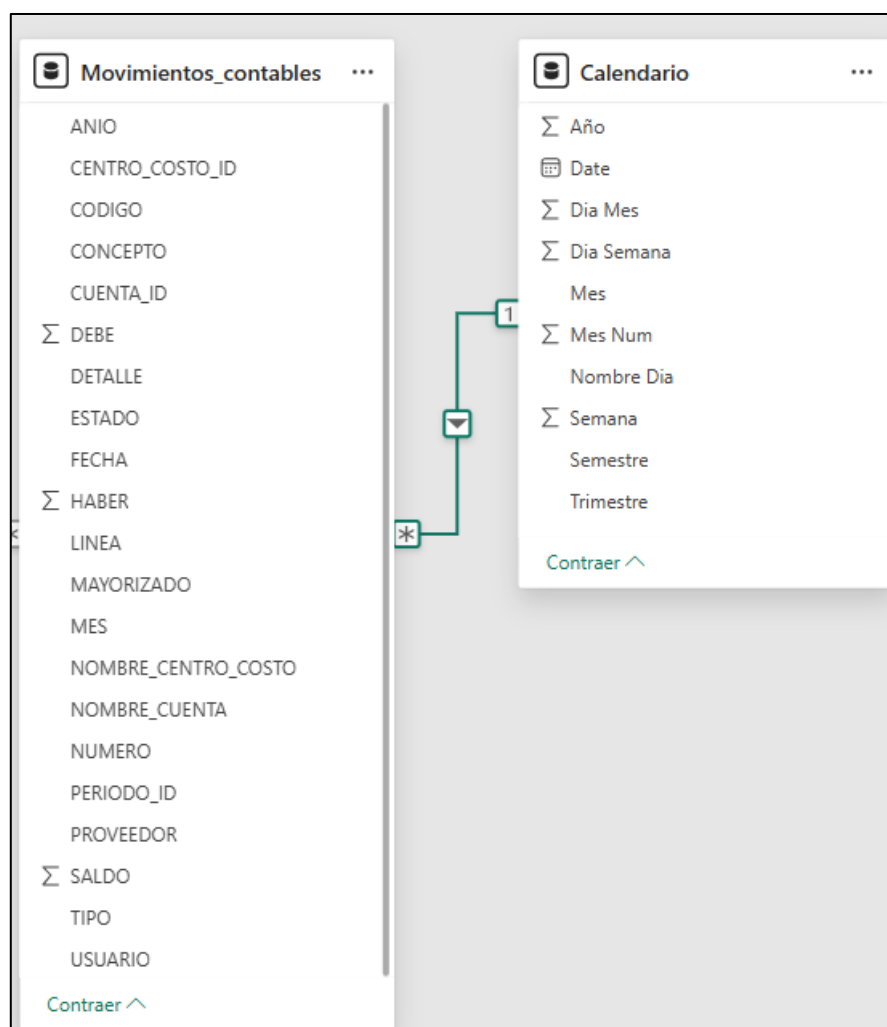 Movimientos_contables
ANIO
CENTRO_COSTO_ID
CODIGO
CONCEPTO
CUENTA_ID
DEBE
DETALLE
ESTADO
FECHA
HABER
LINEA
MAYORIZADO
MES
NOMBRE_CENTRO_COSTO
NOMBRE_CUENTA
NUMERO
PERIODO_ID
PROVEEDOR
SALDO
TIPO
USUARIO
Contraer
*
1
Calendario
Año
Date
Dia Mes
Dia Semana
Mes
Mes Num
Nombre Dia
Semana
Semestre
Trimestre
Contraer